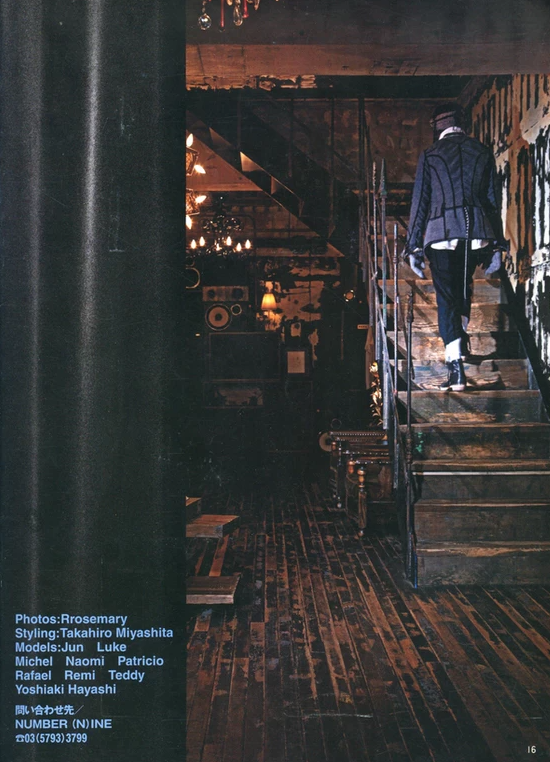 Photos:Rrosemary
Styling:Takahiro Miyashita
Models:Jun Luke
Michel Naomi Patricio
Rafael Remi Teddy
Yoshiaki Hayashi
問い合わせ先／
NUMBER (N)INE
☎03(5793)3799
16